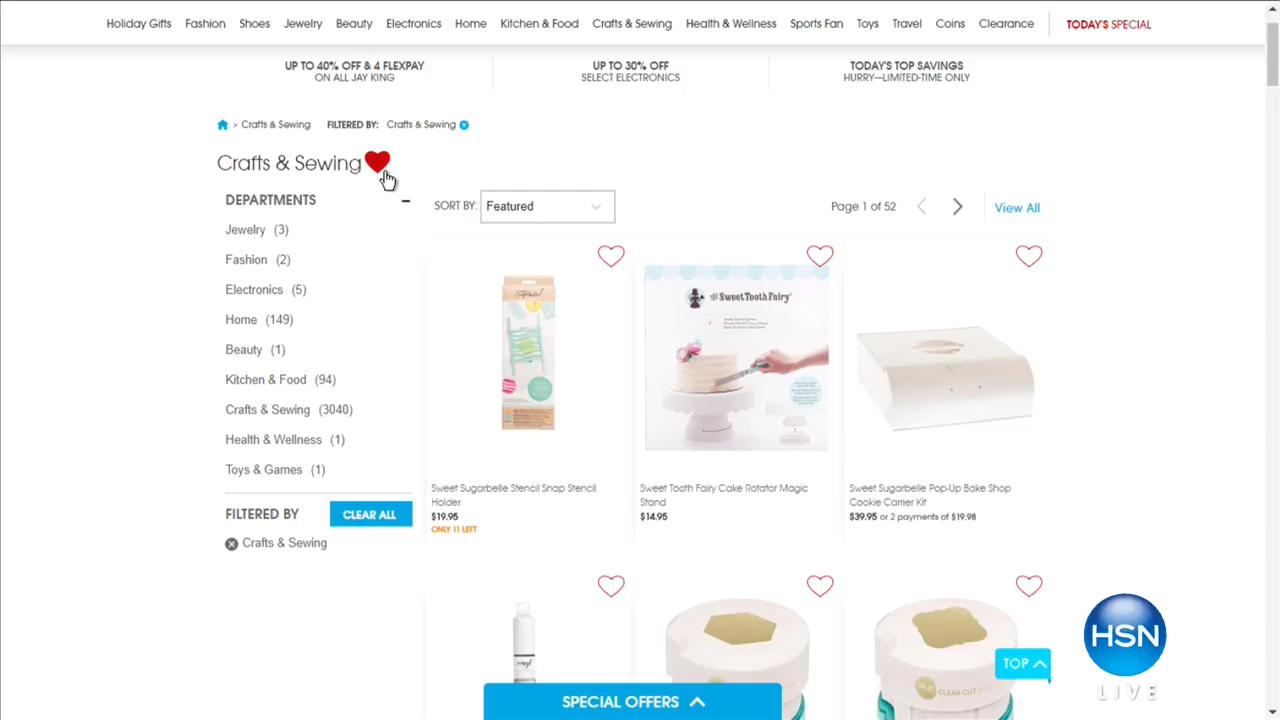 Holiday Gifts Fashion Shoes Jewelry Beauty Electronics Home Kitchen & Food Crafts & Sewing Health & Wellness Sports Fan Toys Travel Coins Clearance TODAY'S SPECIAL
UP TO 40% OFF & 4 FLEXPAY
ON ALL JAY KING
UP TO 30% OFF
SELECT ELECTRONICS
TODAY'S TOP SAVINGS
HURRY—LIMITED-TIME ONLY
> Crafts & Sewing FILTERED BY: Crafts & Sewing
Crafts & Sewing
DEPARTMENTS
Jewelry (3)
Fashion (2)
Electronics (5)
Home (149)
Beauty (1)
Kitchen & Food (94)
Crafts & Sewing (3040)
Health & Wellness (1)
Toys & Games (1)
FILTERED BY CLEAR ALL
Crafts & Sewing
SORT BY: Featured
Page 1 of 52
View All
the SweetToothFairy
Sweet Sugarbelle Stencil Snap Stencil
Holder
$19.95
ONLY 11 LEFT
Sweet Tooth Fairy Cake Rotator Magic
Stand
$14.95
Sweet Sugarbelle Pop-Up Bake Shop
Cookie Carrier Kit
$39.95 or 2 payments of $19.98
CLEAR CUT
TOP
SPECIAL OFFERS
HSN
LIVE